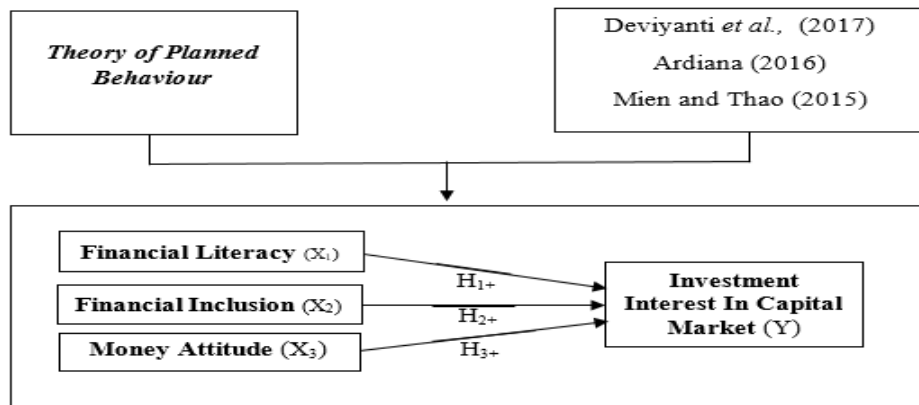 Theory of Planned
Behaviour
Deviyanti et al., (2017)
Ardiana (2016)
Mien and Thao (2015)
Financial Literacy (X₁)
H₁₊
Financial Inclusion (X₂)
H₂₊
Money Attitude (X₃)
H₃₊
Investment
Interest In Capital
Market (Y)